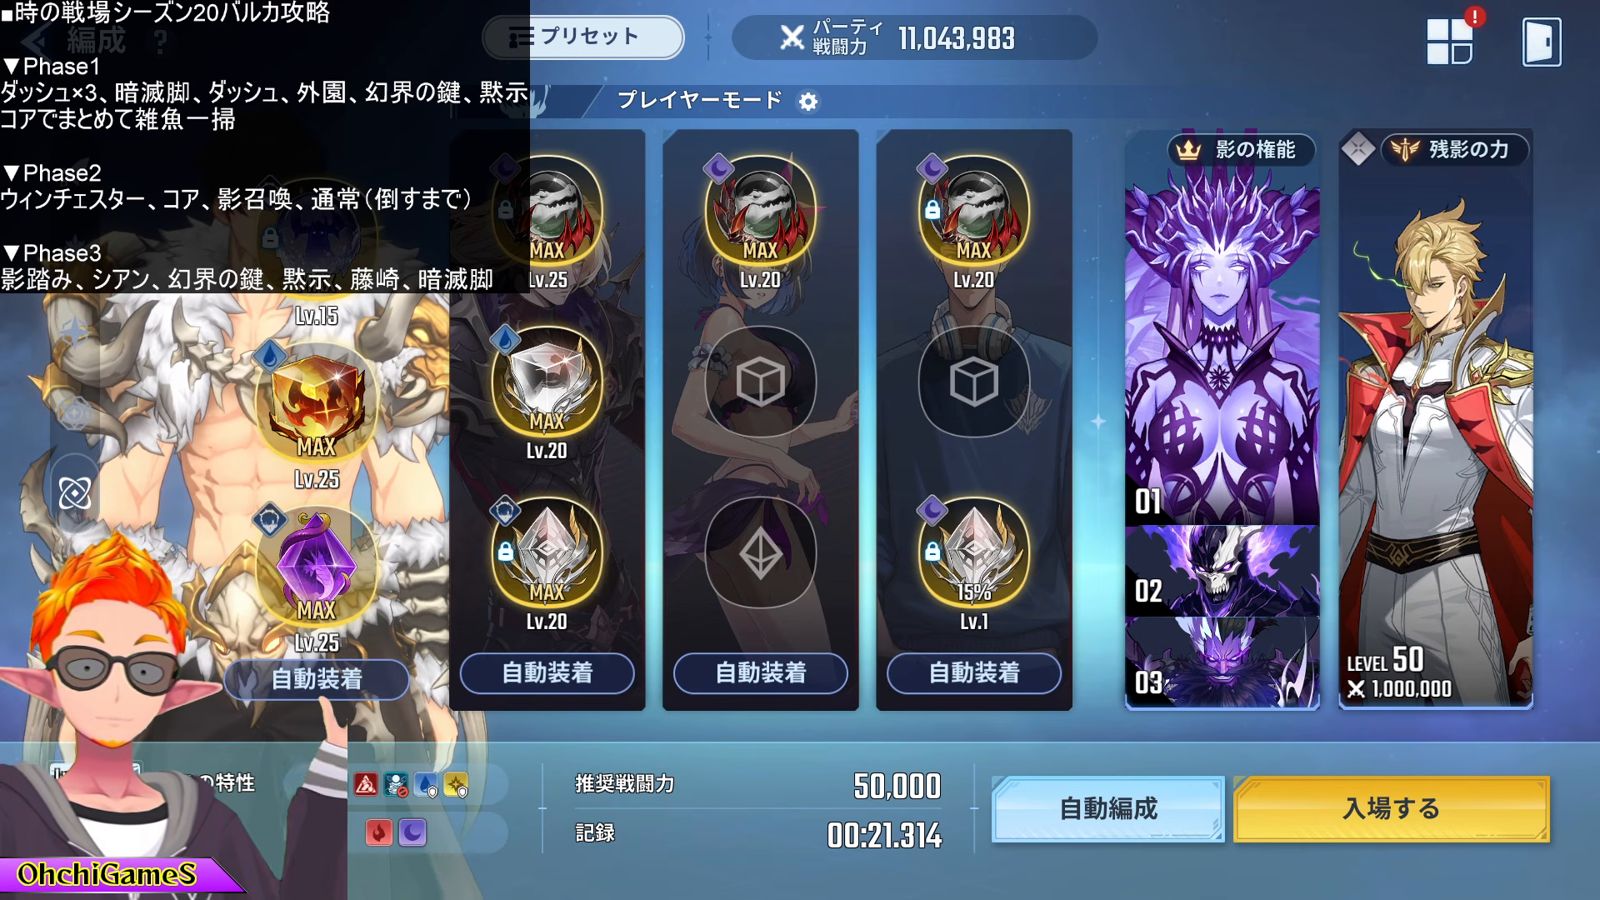 ■時の戦場シーズン20バルカ攻略
編成 ?
▼Phase1
ダッシュ×3、暗滅脚、ダッシュ、外園、幻界の鍵、黙示
コアでまとめて雑魚一掃
▼Phase2
ウィンチェスター、コア、影召喚、通常（倒すまで）
▼Phase3
影踏み、シアン、幻界の鍵、黙示、藤崎、暗滅脚
プリセット
パーティ
戦闘力 11,043,983
プレイヤーモード
Lv.15
MAX
Lv.25
MAX
Lv.25
自動装着
MAX
Lv.25
MAX
Lv.20
MAX
Lv.20
自動装着
MAX
Lv.20
自動装着
MAX
Lv.20
15%
Lv.1
自動装着
影の権能
01
02
03
残影の力
LEVEL 50
1,000,000
の特性
推奨戦闘力 50,000
記録 00:21.314
自動編成
入場する
OhchiGameS